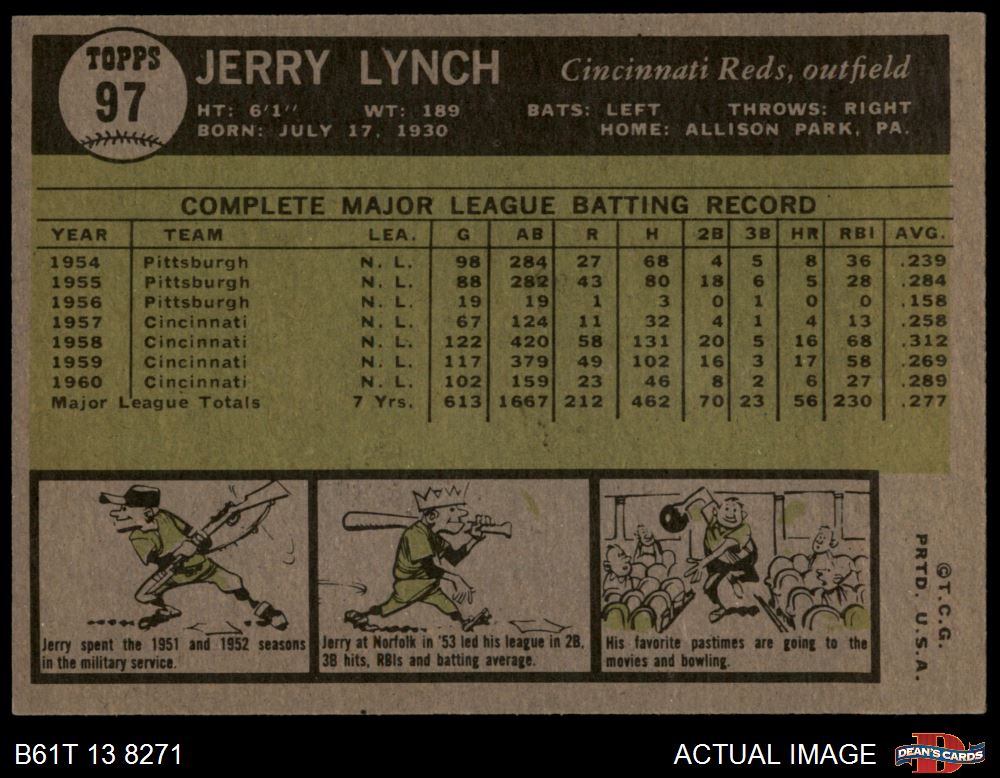 TOPPS
97
JERRY LYNCH
Cincinnati Reds, outfield
HT: 6'1" WT: 189 BATS: LEFT THROWS: RIGHT
BORN: JULY 17, 1930 HOME: ALLISON PARK, PA.
COMPLETE MAJOR LEAGUE BATTING RECORD
YEAR TEAM LEA. G AB R H 2B 3B HR RBI AVG.
1954 Pittsburgh N. L. 98 284 27 68 4 5 8 36 .239
1955 Pittsburgh N. L. 88 282 43 80 18 6 5 28 .284
1956 Pittsburgh N. L. 19 19 1 3 0 1 0 0 .158
1957 Cincinnati N. L. 67 124 11 32 4 1 4 13 .258
1958 Cincinnati N. L. 122 420 58 131 20 5 16 68 .312
1959 Cincinnati N. L. 117 379 49 102 16 3 17 58 .269
1960 Cincinnati N. L. 102 159 23 46 8 2 6 27 .289
Major League Totals 7 Yrs. 613 1667 212 462 70 23 56 230 .277
Jerry spent the 1951 and 1952 seasons
in the military service.
Jerry at Norfolk in '53 led his league in 2B,
3B hits, RBIs and batting average.
His favorite pastimes are going to the
movies and bowling.
©T.C.G.
PRTD. U.S.A.
B61T 13 8271
ACTUAL IMAGE
D
DEAN'S CARDS